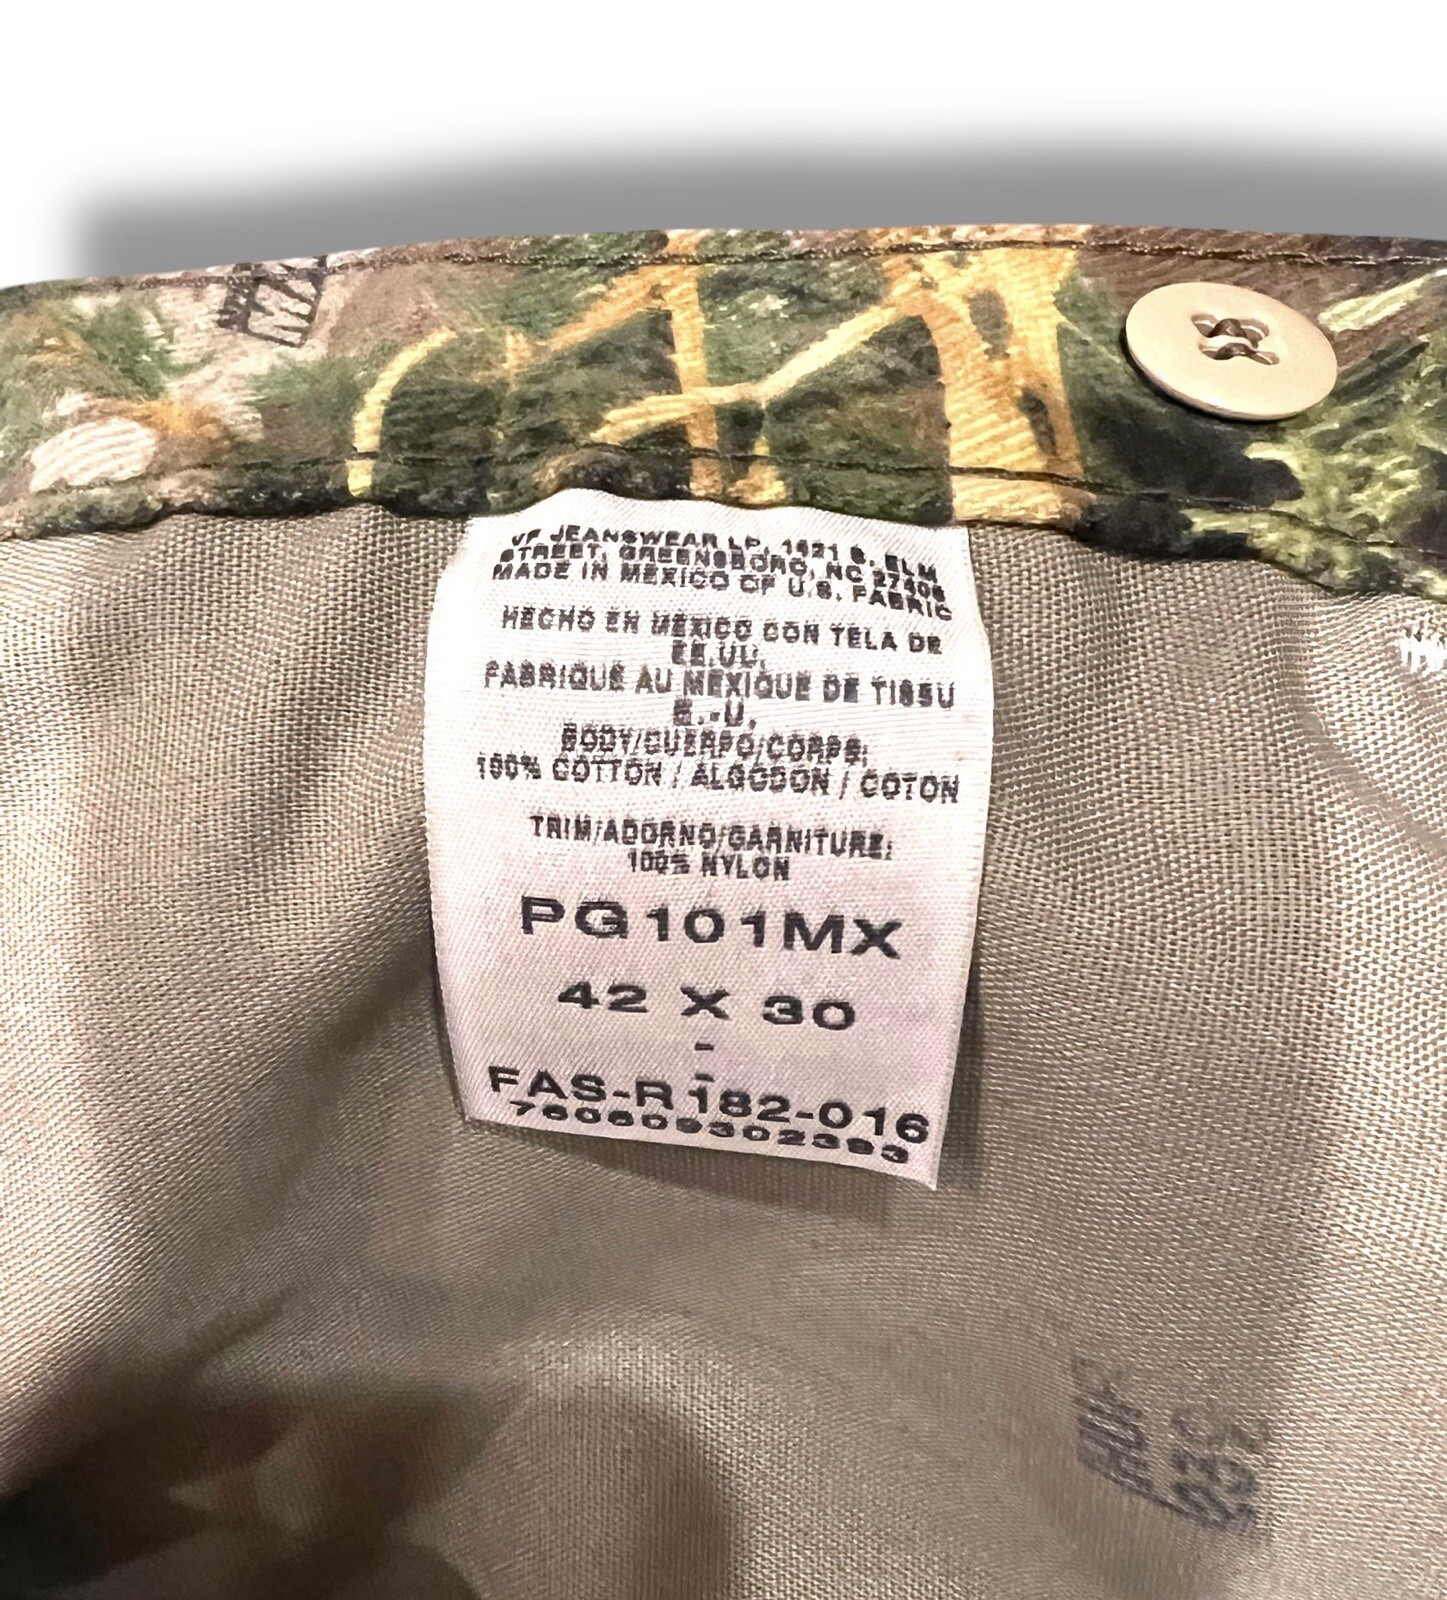 VF JEANSWEAR LP, 1421 S. ELM
STREET, GREENSBORO, NC 27406
MADE IN MEXICO OF U.S. FABRIC
HECHO EN MEXICO CON TELA DE
EE.UU.
FABRIQUE AU MEXIQUE DE TISSU
E.-U.
BODY/CUERPO/CORPS:
100% COTTON / ALGODON / COTON
TRIM/ADORNO/GARNITURE:
100% NYLON
PG101MX
42 X 30
-
-
FAS-R182-016